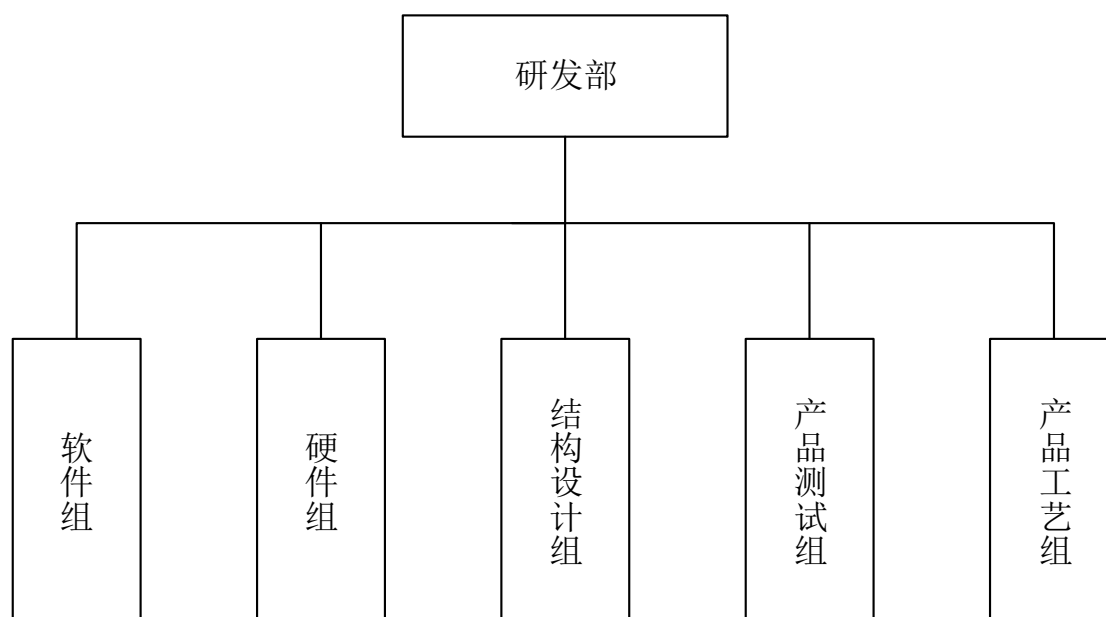 研发部
软件组
硬件组
结构设计组
产品测试组
产品工艺组